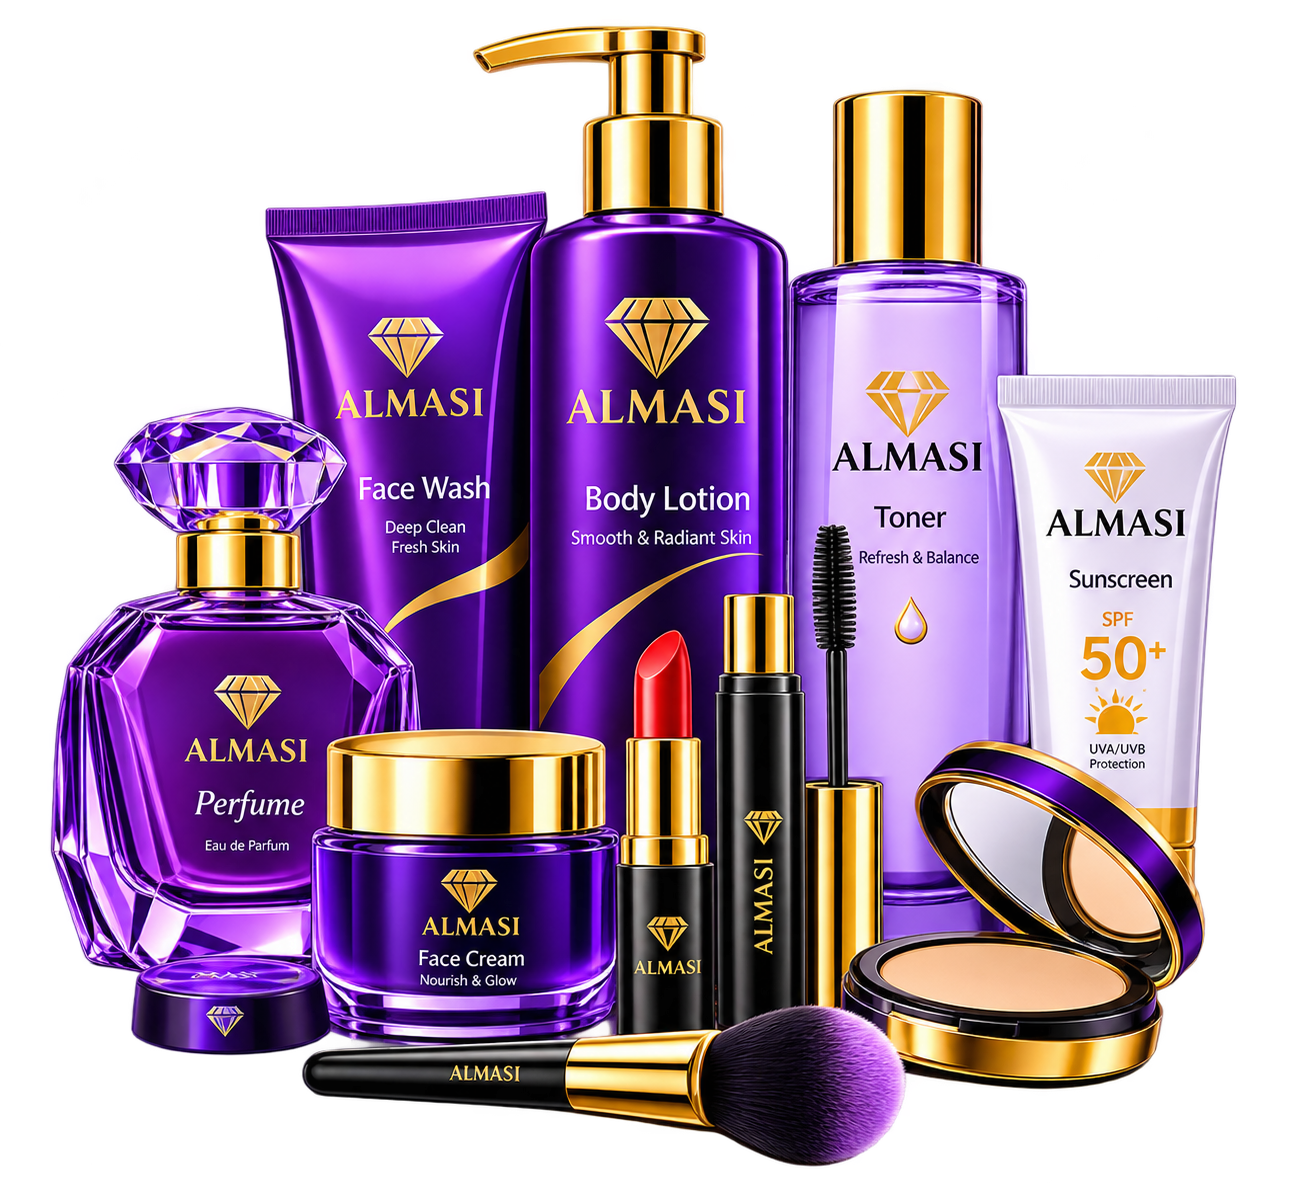 ALMASI
Face Wash
Deep Clean
Fresh Skin
ALMASI
Body Lotion
Smooth & Radiant Skin
ALMASI
Toner
Refresh & Balance
ALMASI
Sunscreen
SPF
50+
UVA/UVB
Protection
ALMASI
Perfume
Eau de Parfum
ALMASI
Face Cream
Nourish & Glow
ALMASI
ALMASI
ALMASI